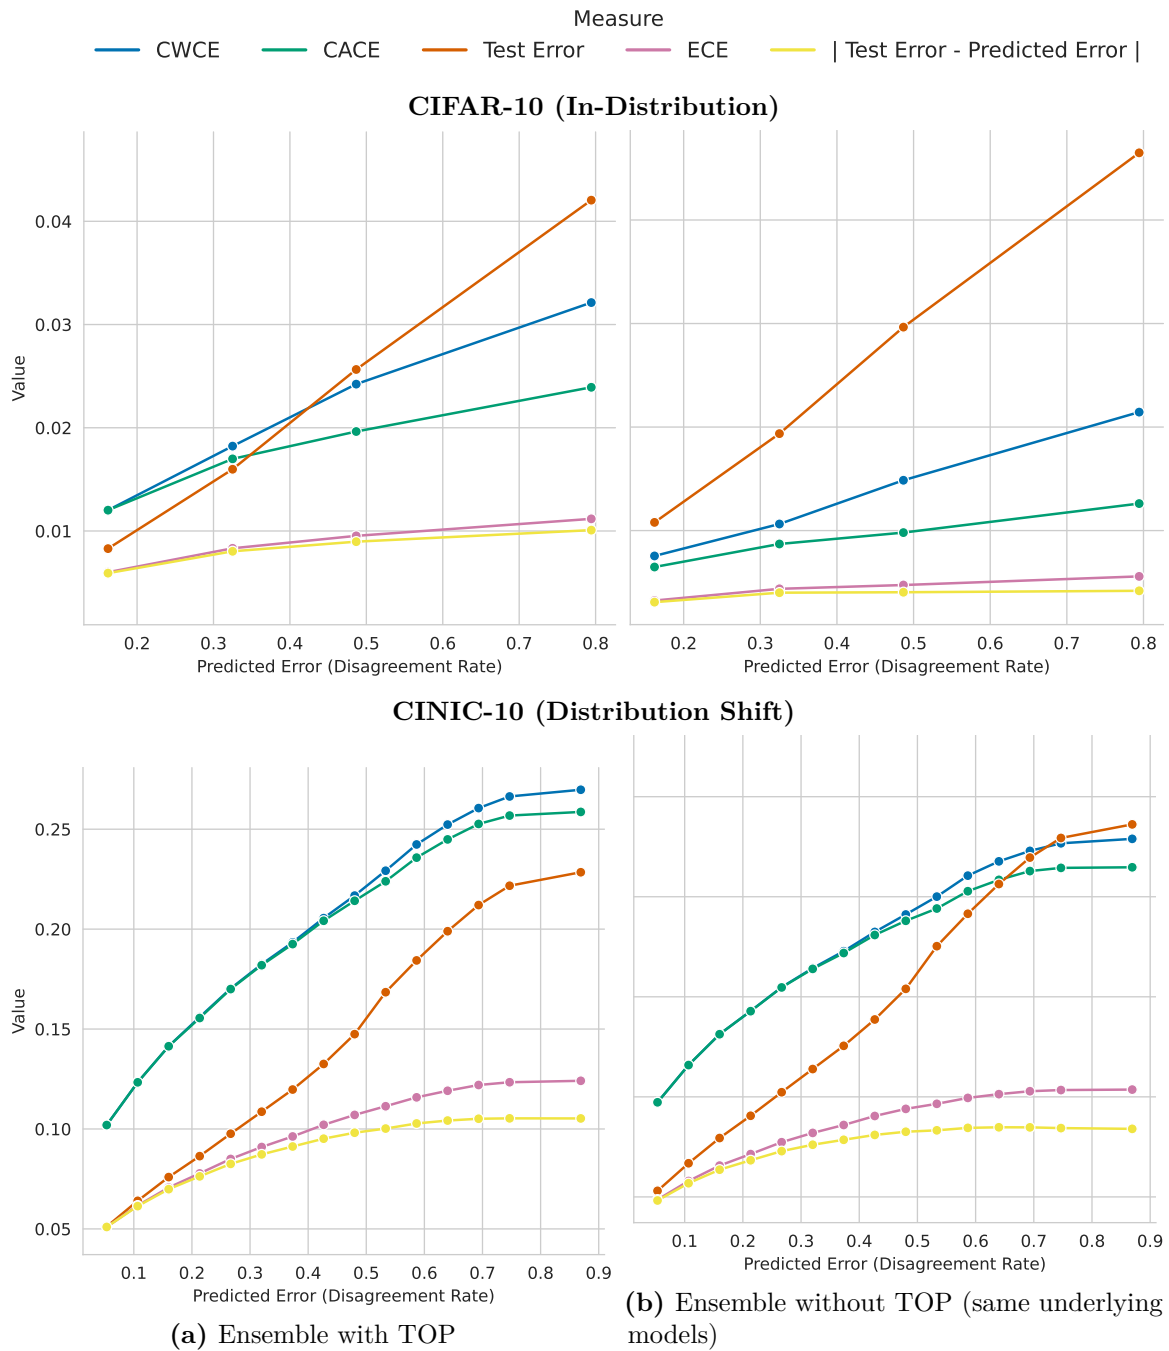 Measure
CWCE CACE Test Error ECE | Test Error - Predicted Error |
CIFAR-10 (In-Distribution)
0.04
0.03
0.02
0.01
Value
0.2 0.3 0.4 0.5 0.6 0.7 0.8
Predicted Error (Disagreement Rate)
0.2 0.3 0.4 0.5 0.6 0.7 0.8
Predicted Error (Disagreement Rate)
CINIC-10 (Distribution Shift)
0.25
0.20
0.15
0.10
0.05
Value
0.1 0.2 0.3 0.4 0.5 0.6 0.7 0.8 0.9
Predicted Error (Disagreement Rate)
(a) Ensemble with TOP
0.1 0.2 0.3 0.4 0.5 0.6 0.7 0.8 0.9
Predicted Error (Disagreement Rate)
(b) Ensemble without TOP (same underlying
models)